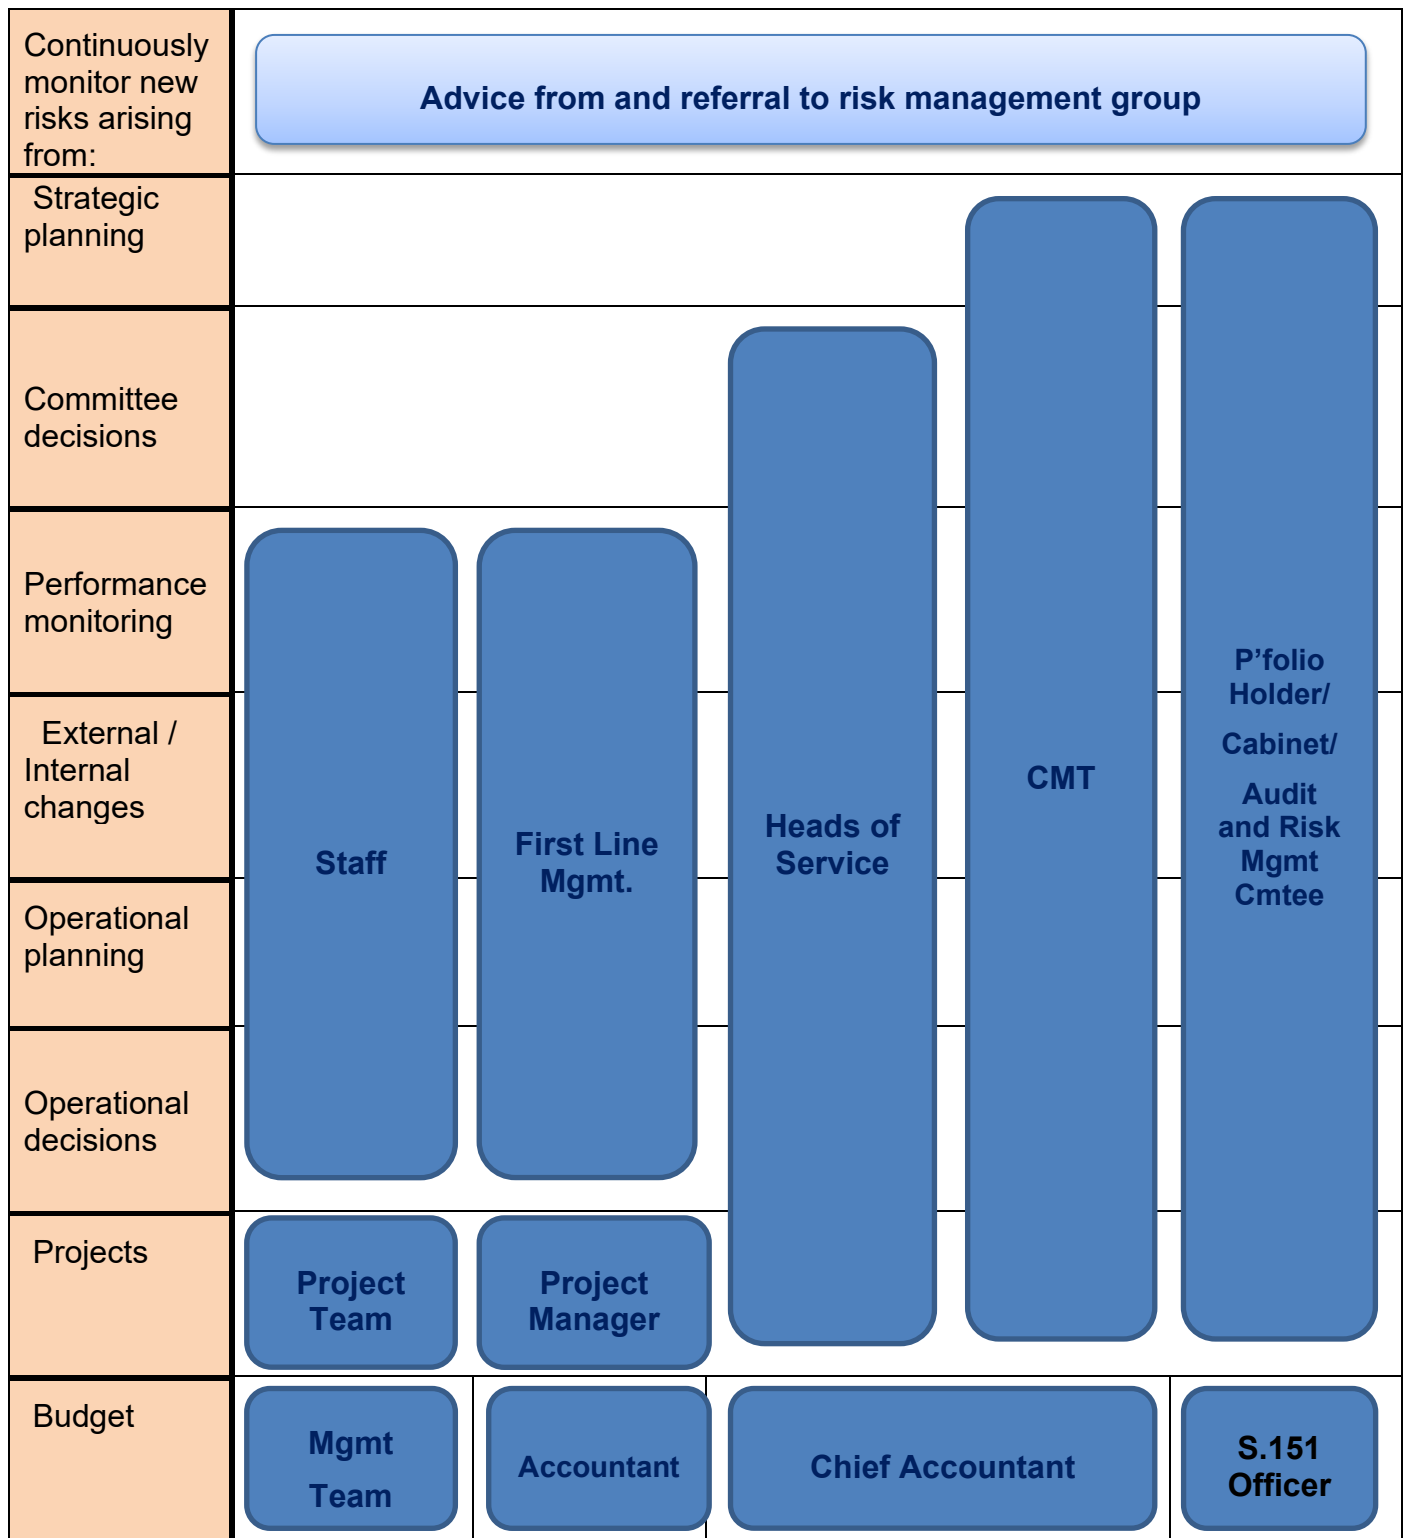 Continuously
monitor new
risks arising
from:
Advice from and referral to risk management group
Strategic
planning
Committee
decisions
Performance
monitoring
External /
Internal
changes
Operational
planning
Operational
decisions
Projects
Budget
Staff
First Line
Mgmt.
Heads of
Service
CMT
P’folio
Holder/
Cabinet/
Audit
and Risk
Mgmt
Cmtee
Project
Team
Project
Manager
Mgmt
Team
Accountant
Chief Accountant
S.151
Officer